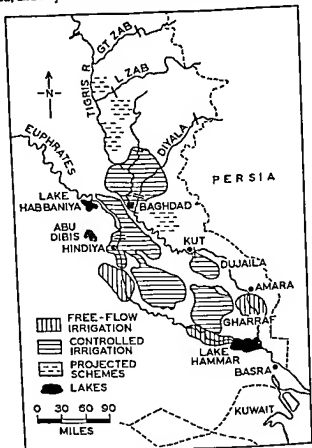 GT ZAB
L ZAB
TIGRIS R
N
DIYALA
EUPHRATES
PERSIA
LAKE
HABBANIYA
BAGHDAD
ABU
DIBIS
HINDIYA
KUT
DUJAILA
AMARA
GHARRAF
LAKE
HAMMAR
BASRA
KUWAIT
FREE-FLOW
IRRIGATION
CONTROLLED
IRRIGATION
PROJECTED
SCHEMES
LAKES
30 0 30 60 90
MILES